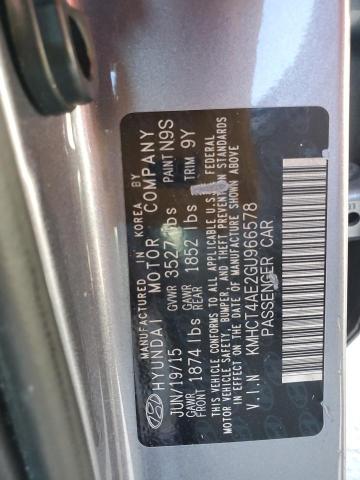 MANUFACTURED IN KOREA BY
HYUNDAI MOTOR COMPANY
JUN/19/15 GVWR 3527 lbs PAINT N9S
GAWR FRONT 1874 lbs GAWR REAR 1852 lbs TRIM 9Y
THIS VEHICLE CONFORMS TO ALL APPLICABLE U.S.A FEDERAL
MOTOR VEHICLE SAFETY, BUMPER, AND THEFT PREVENTION STANDARDS
IN EFFECT ON THE DATE OF MANUFACTURE SHOWN ABOVE.
V.I.N KMHCT4AE2GU966578
PASSENGER CAR